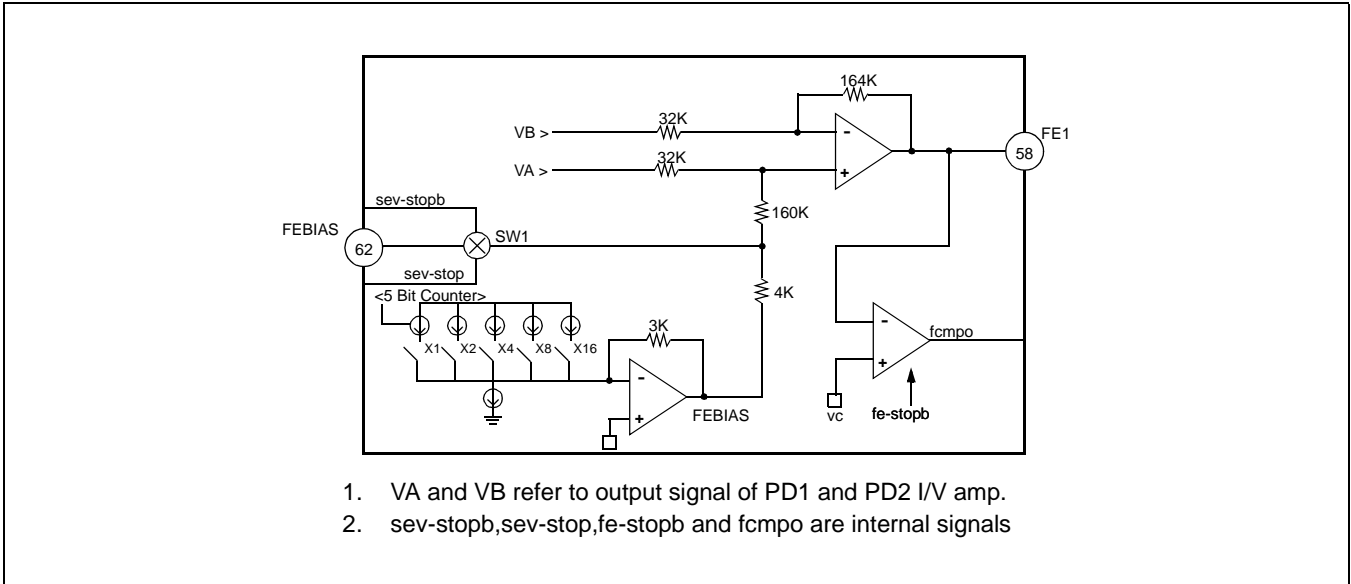 164K
VB >
32K
FE1
58
VA >
32K
160K
sev-stopb
FEBIAS
62
SW1
sev-stop
4K
<5 Bit Counter>
3K
X1
X2
X4
X8
X16
fcmpo
FEBIAS
vc
fe-stopb
1. VA and VB refer to output signal of PD1 and PD2 I/V amp.
2. sev-stopb,sev-stop,fe-stopb and fcmpo are internal signals